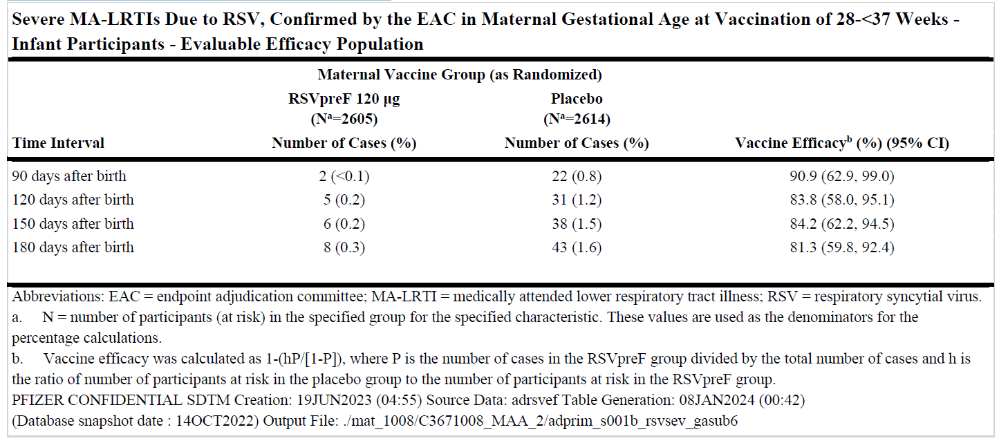 Severe MA-LRTIs Due to RSV, Confirmed by the EAC in Maternal Gestational Age at Vaccination of 28-<37 Weeks -
Infant Participants - Evaluable Efficacy Population
Maternal Vaccine Group (as Randomized)
RSVpreF 120 µg Placebo
(Nᵃ=2605) (Nᵃ=2614)
Time Interval Number of Cases (%) Number of Cases (%) Vaccine Efficacyᵇ (%) (95% CI)
90 days after birth 2 (<0.1) 22 (0.8) 90.9 (62.9, 99.0)
120 days after birth 5 (0.2) 31 (1.2) 83.8 (58.0, 95.1)
150 days after birth 6 (0.2) 38 (1.5) 84.2 (62.2, 94.5)
180 days after birth 8 (0.3) 43 (1.6) 81.3 (59.8, 92.4)
Abbreviations: EAC = endpoint adjudication committee; MA-LRTI = medically attended lower respiratory tract illness; RSV = respiratory syncytial virus.
a. N = number of participants (at risk) in the specified group for the specified characteristic. These values are used as the denominators for the
percentage calculations.
b. Vaccine efficacy was calculated as 1-(hP/[1-P]), where P is the number of cases in the RSVpreF group divided by the total number of cases and h is
the ratio of number of participants at risk in the placebo group to the number of participants at risk in the RSVpreF group.
PFIZER CONFIDENTIAL SDTM Creation: 19JUN2023 (04:55) Source Data: adrsvef Table Generation: 08JAN2024 (00:42)
(Database snapshot date : 14OCT2022) Output File: ./mat_1008/C3671008_MAA_2/adprim_s001b_rsvsev_gasub6